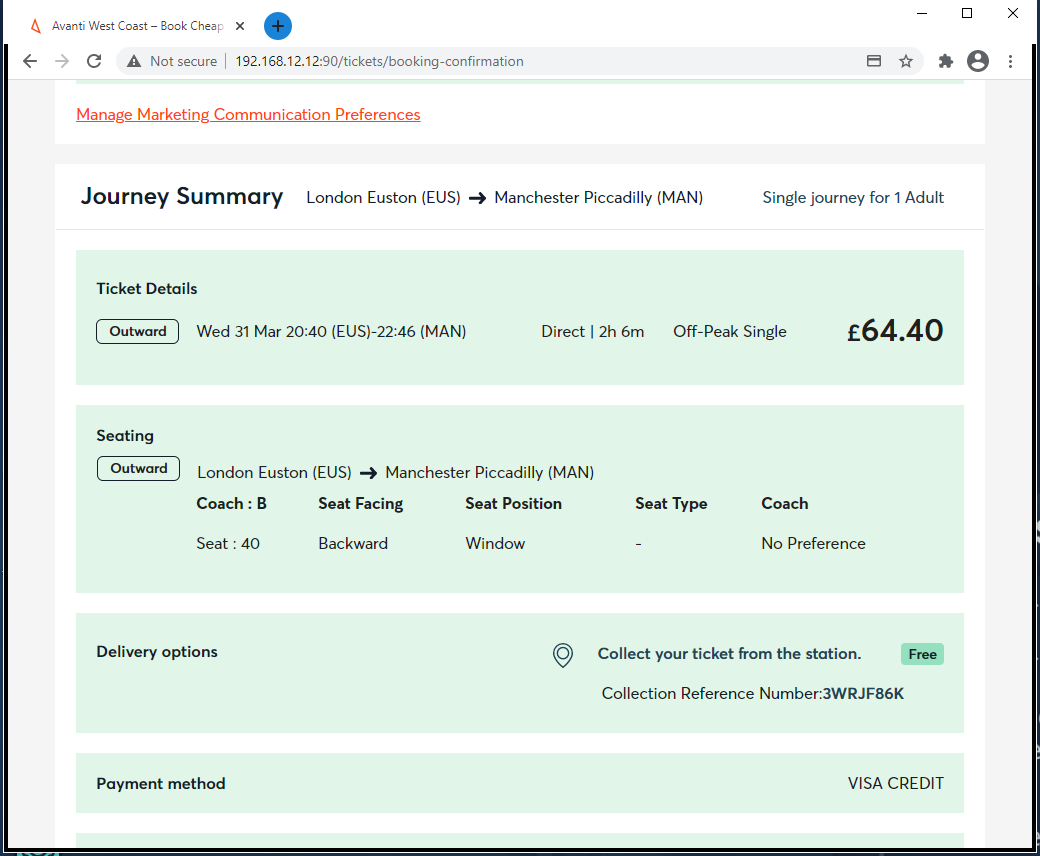 Avanti West Coast – Book Cheap
Not secure 192.168.12.12:90/tickets/booking-confirmation
Manage Marketing Communication Preferences
Journey Summary London Euston (EUS) → Manchester Piccadilly (MAN) Single journey for 1 Adult
Ticket Details
Outward Wed 31 Mar 20:40 (EUS)-22:46 (MAN) Direct | 2h 6m Off-Peak Single £64.40
Seating
Outward London Euston (EUS) → Manchester Piccadilly (MAN)
Coach : B Seat Facing Seat Position Seat Type Coach
Seat : 40 Backward Window - No Preference
Delivery options Collect your ticket from the station. Free
Collection Reference Number:3WRJF86K
Payment method VISA CREDIT